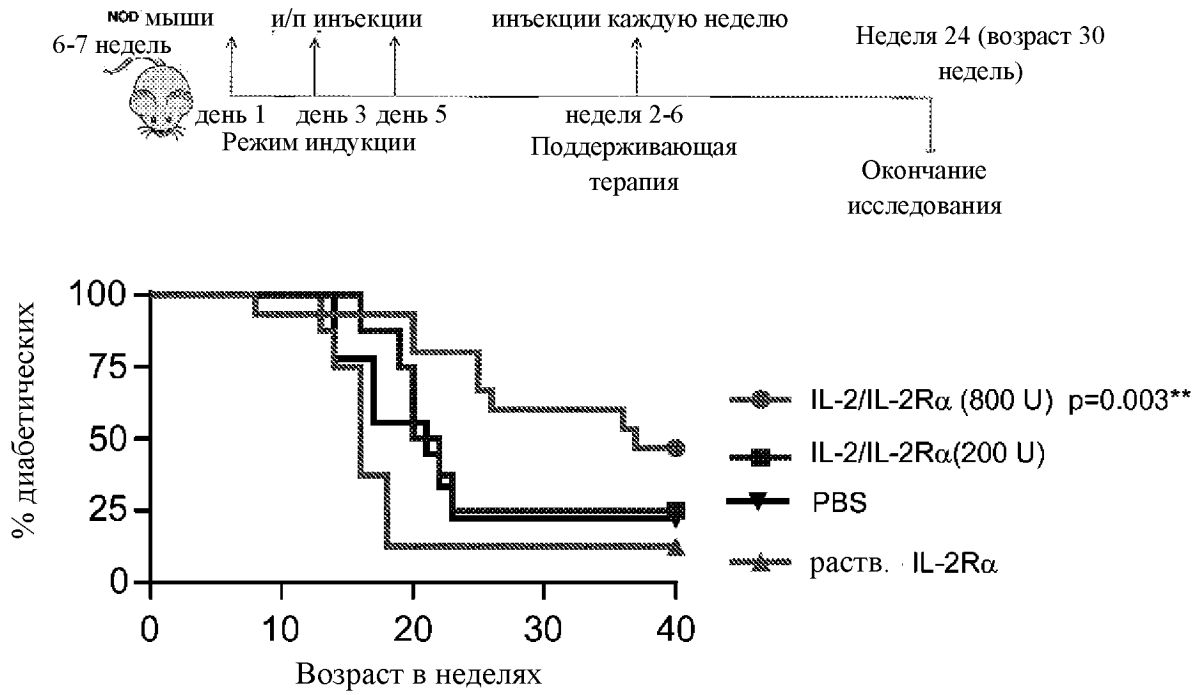 NOD мыши
6-7 недель
и/п инъекции
инъекции каждую неделю
Неделя 24 (возраст 30
недель)
день 1
день 3
день 5
неделя 2-6
Режим индукции
Поддерживающая
терапия
Окончание
исследования
% диабетических
100
75
50
25
0
0
10
20
30
40
Возраст в неделях
IL-2/IL-2Rα (800 U) p=0.003**
IL-2/IL-2Rα(200 U)
PBS
раств. IL-2Rα